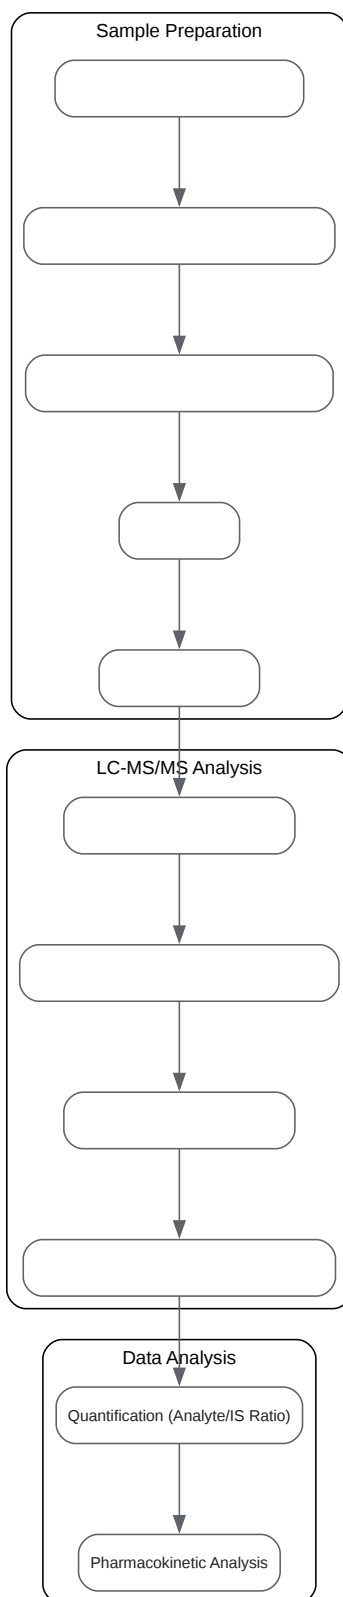 Sample Preparation
LC-MS/MS Analysis
Data Analysis
Quantification (Analyte/IS Ratio)
Pharmacokinetic Analysis